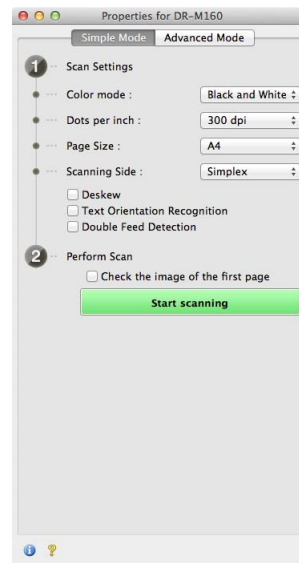 Properties for DR-M160
Simple Mode Advanced Mode
1 Scan Settings
Color mode : Black and White
Dots per inch : 300 dpi
Page Size : A4
Scanning Side : Simplex
Deskew
Text Orientation Recognition
Double Feed Detection
2 Perform Scan
Check the image of the first page
Start scanning